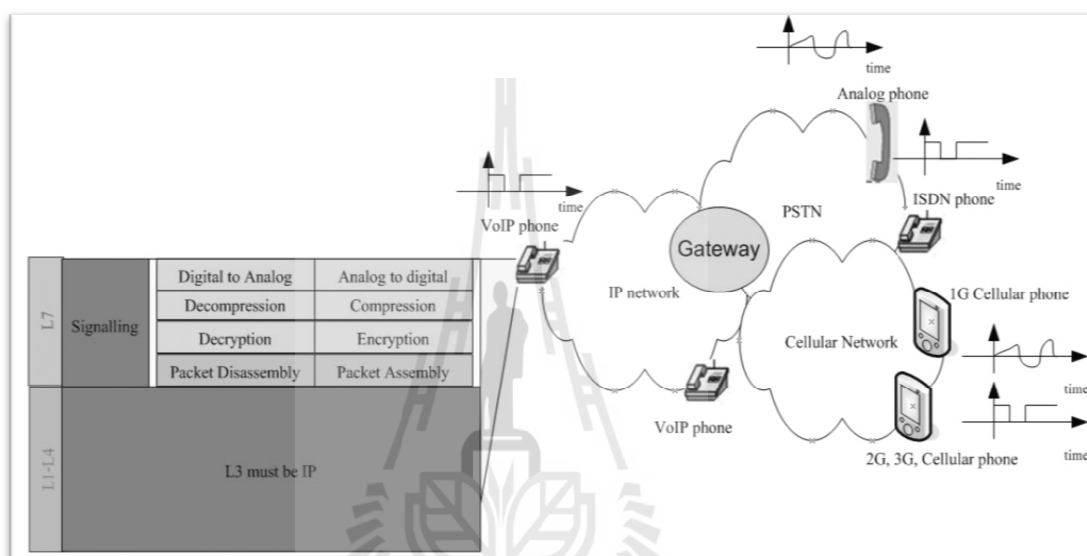 time
Analog phone
time
ISDN phone
PSTN
time
VoIP phone
Gateway
IP network
L7
Signalling
Digital to Analog
Analog to digital
Decompression
Compression
Decryption
Encryption
Packet Disassembly
Packet Assembly
L1-L4
L3 must be IP
1G Cellular phone
Cellular Network
time
VoIP phone
2G, 3G, Cellular phone
time